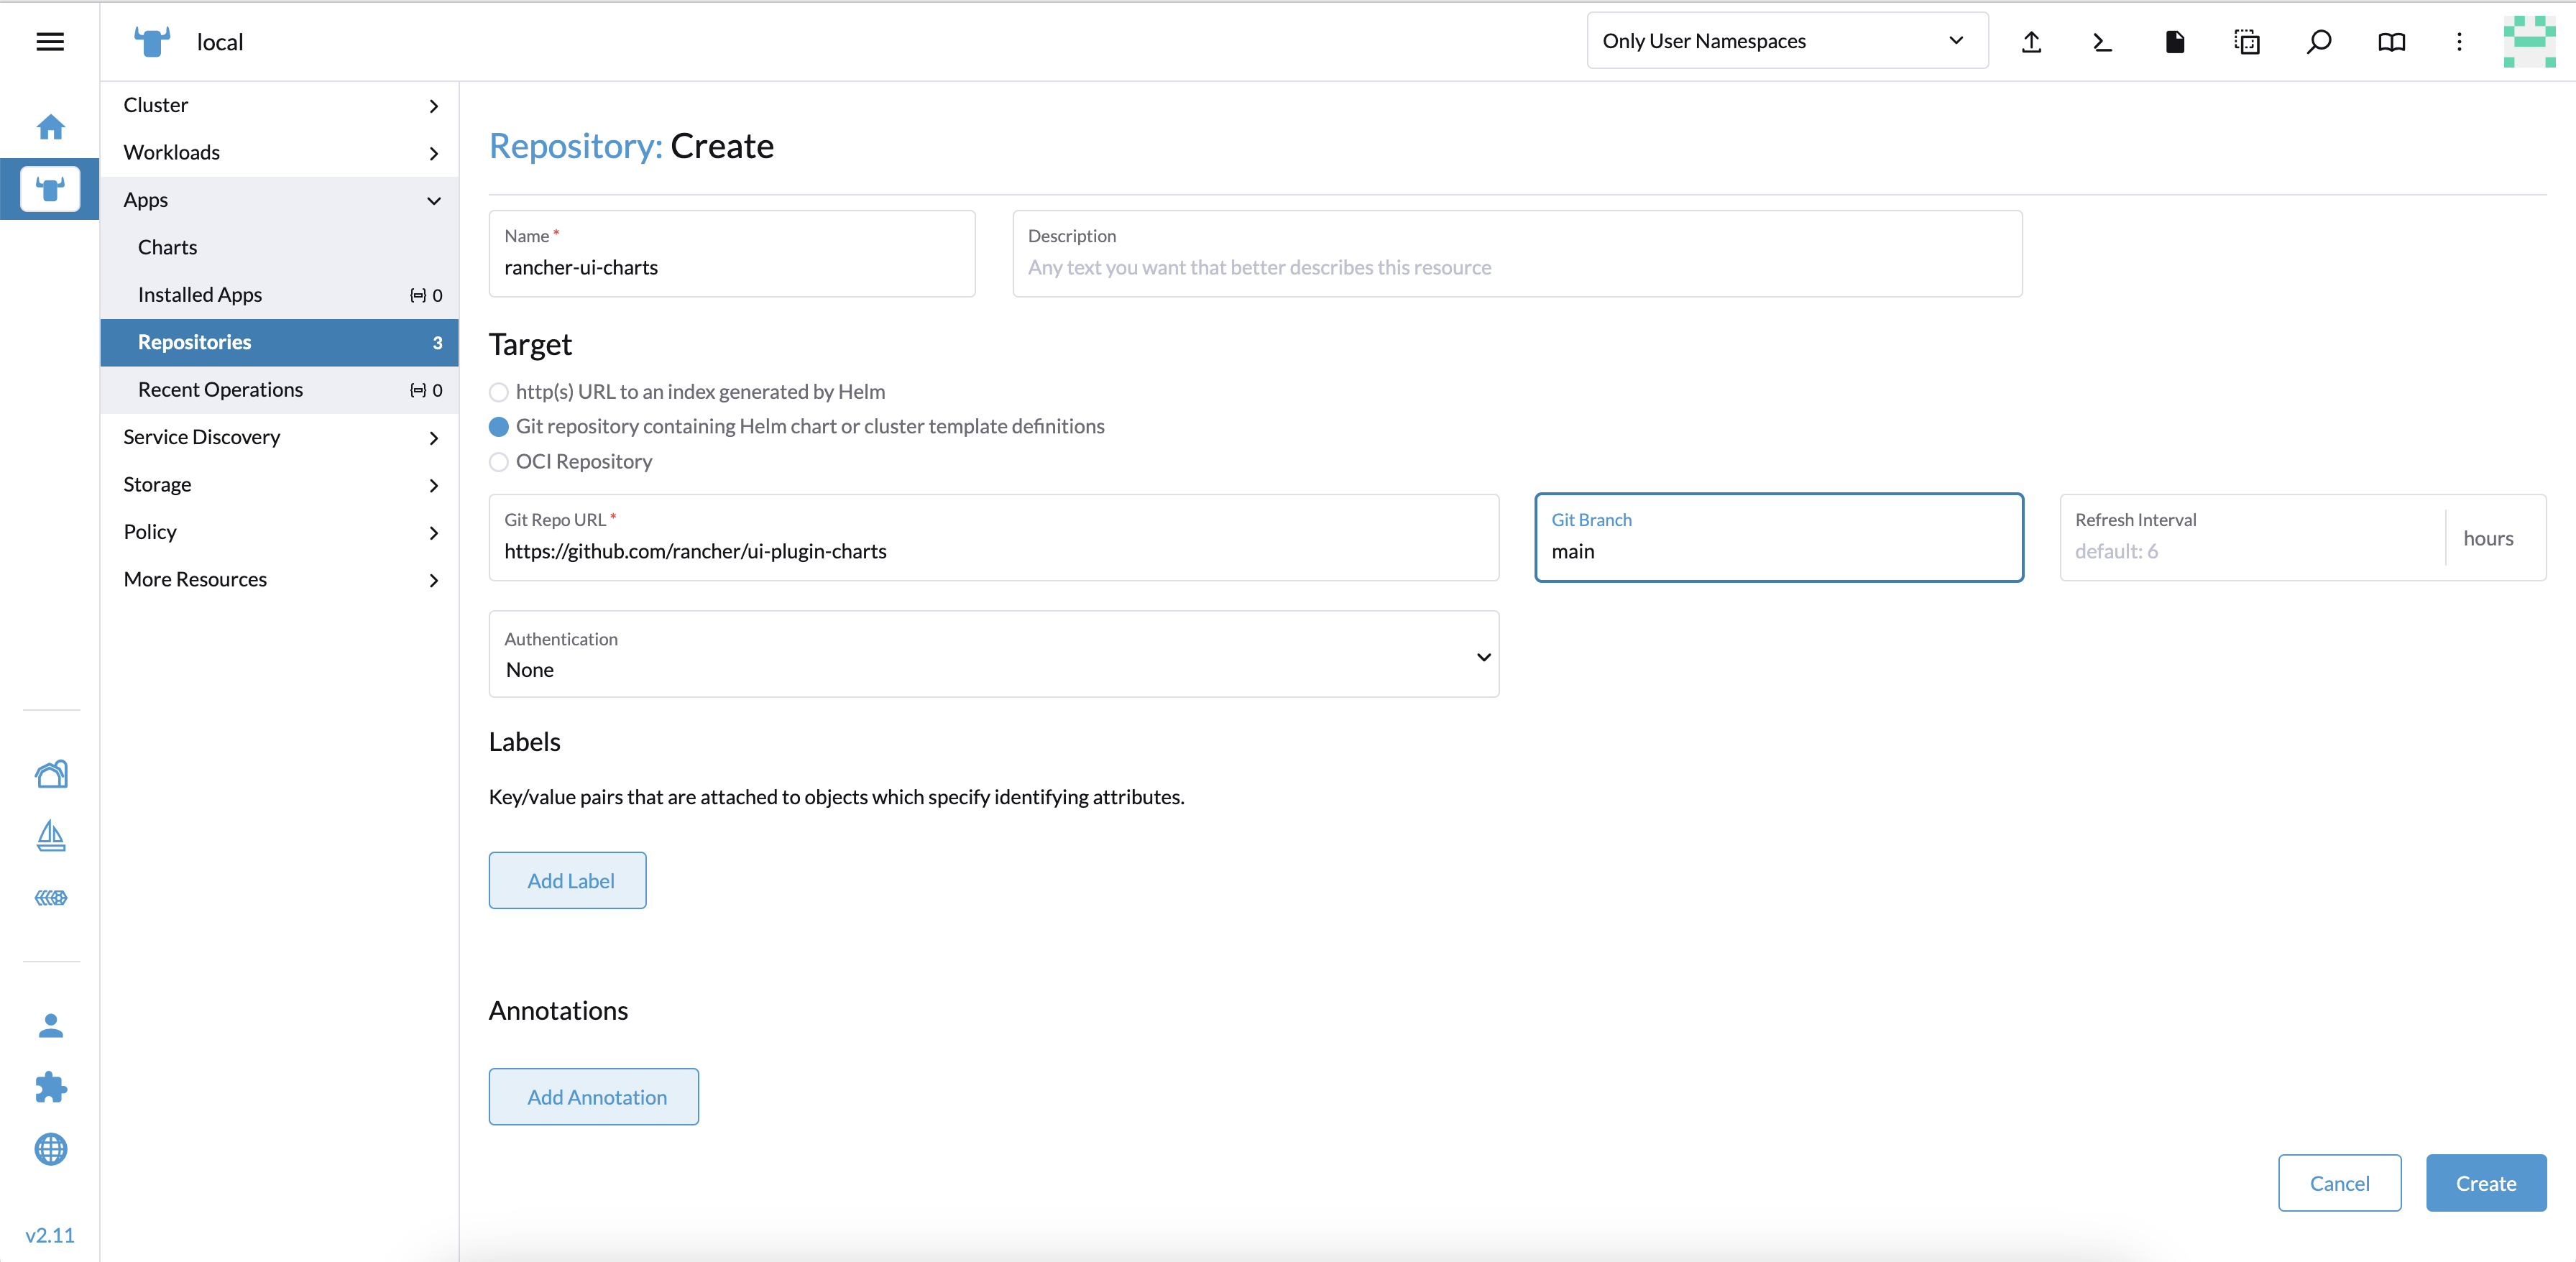 local
Only User Namespaces
Cluster
Workloads
Apps
Charts
Installed Apps 0
Repositories 3
Recent Operations 0
Service Discovery
Storage
Policy
More Resources
v2.11
Repository: Create
Name *
rancher-ui-charts
Description
Any text you want that better describes this resource
Target
http(s) URL to an index generated by Helm
Git repository containing Helm chart or cluster template definitions
OCI Repository
Git Repo URL *
https://github.com/rancher/ui-plugin-charts
Git Branch
main
Refresh Interval
default: 6
hours
Authentication
None
Labels
Key/value pairs that are attached to objects which specify identifying attributes.
Add Label
Annotations
Add Annotation
Cancel
Create